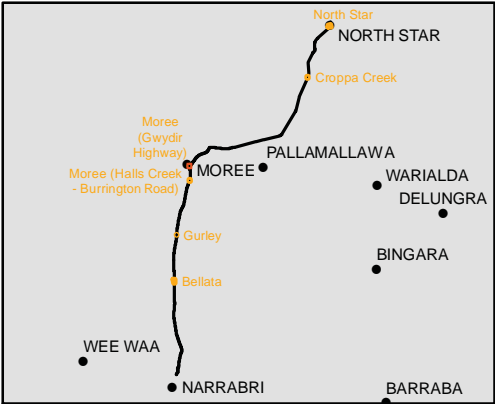 North Star
NORTH STAR
Croppa Creek
Moree
(Gwydir
Highway)
MOREE
PALLAMALLAWA
Moree (Halls Creek
- Burrington Road)
WARIALDA
DELUNGRA
Gurley
BINGARA
Bellata
WEE WAA
NARRABRI
BARRABA